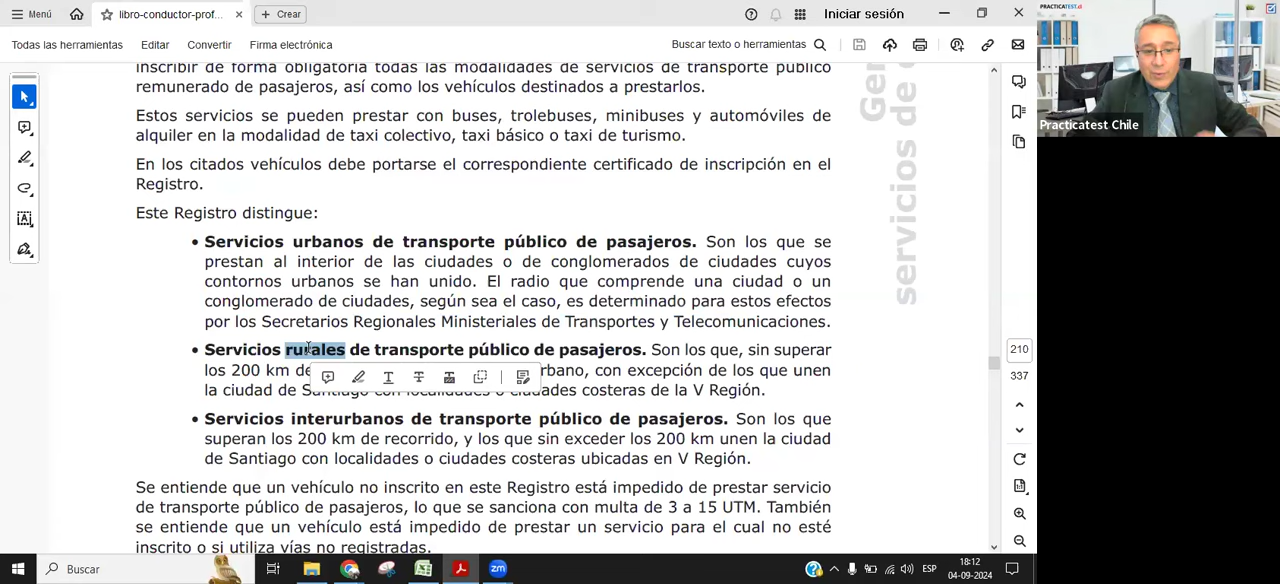 Menú
libro-conductor-prof...
Crear
Iniciar sesión
Todas las herramientas
Editar
Convertir
Firma electrónica
Buscar texto o herramientas
PRACTICATEST.cl
Practicatest Chile
inscribir de forma obligatoria todas las modalidades de servicios de transporte público
remunerado de pasajeros, así como los vehículos destinados a prestarlos.
Estos servicios se pueden prestar con buses, trolebuses, minibuses y automóviles de
alquiler en la modalidad de taxi colectivo, taxi básico o taxi de turismo.
En los citados vehículos debe portarse el correspondiente certificado de inscripción en el
Registro.
Este Registro distingue:
• Servicios urbanos de transporte público de pasajeros. Son los que se
prestan al interior de las ciudades o de conglomerados de ciudades cuyos
contornos urbanos se han unido. El radio que comprende una ciudad o un
conglomerado de ciudades, según sea el caso, es determinado para estos efectos
por los Secretarios Regionales Ministeriales de Transportes y Telecomunicaciones.
• Servicios rurales de transporte público de pasajeros. Son los que, sin superar
los 200 km de urbano, con excepción de los que unen
la ciudad de Santiago con localidades o ciudades costeras de la V Región.
• Servicios interurbanos de transporte público de pasajeros. Son los que
superan los 200 km de recorrido, y los que sin exceder los 200 km unen la ciudad
de Santiago con localidades o ciudades costeras ubicadas en V Región.
Se entiende que un vehículo no inscrito en este Registro está impedido de prestar servicio
de transporte público de pasajeros, lo que se sanciona con multa de 3 a 15 UTM. También
se entiende que un vehículo está impedido de prestar un servicio para el cual no esté
inscrito o si utiliza vías no registradas.
Gen
servicios de
210
337
Buscar
ESP
18:12
04-09-2024